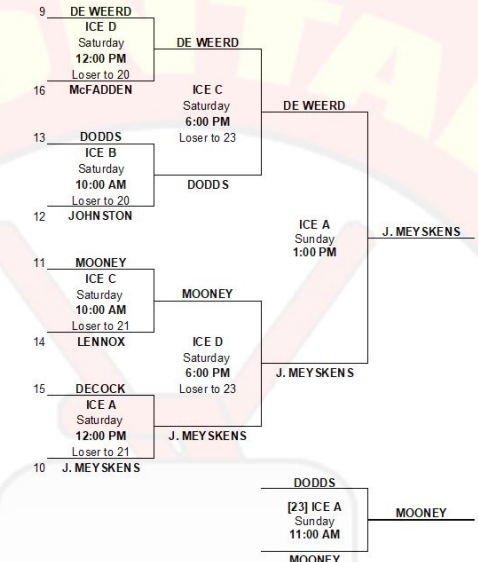 9 DE WEERD
ICE D
Saturday
12:00 PM
Loser to 20
16 McFADDEN
DE WEERD
ICE C
Saturday
6:00 PM
Loser to 23
13 DODDS
ICE B
Saturday
10:00 AM
Loser to 20
12 JOHNSTON
DODDS
DE WEERD
ICE A
Sunday
1:00 PM
J. MEYSKENS
11 MOONEY
ICE C
Saturday
10:00 AM
Loser to 21
14 LENNOX
MOONEY
ICE D
Saturday
6:00 PM
Loser to 23
J. MEYSKENS
15 DECOCK
ICE A
Saturday
12:00 PM
Loser to 21
10 J. MEYSKENS
J. MEYSKENS
DODDS
[23] ICE A
Sunday
11:00 AM
MOONEY
MOONEY